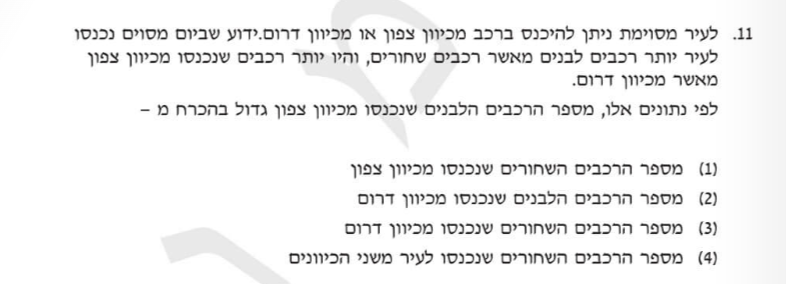 11. לעיר מסוימת ניתן להיכנס ברכב מכיוון צפון או מכיוון דרום.ידוע שביום מסוים נכנסו
לעיר יותר רכבים לבנים מאשר רכבים שחורים, והיו יותר רכבים שנכנסו מכיוון צפון
מאשר מכיוון דרום.
לפי נתונים אלו, מספר הרכבים הלבנים שנכנסו מכיוון צפון גדול בהכרח מ –
(1) מספר הרכבים השחורים שנכנסו מכיוון צפון
(2) מספר הרכבים הלבנים שנכנסו מכיוון דרום
(3) מספר הרכבים השחורים שנכנסו מכיוון דרום
(4) מספר הרכבים השחורים שנכנסו לעיר משני הכיוונים